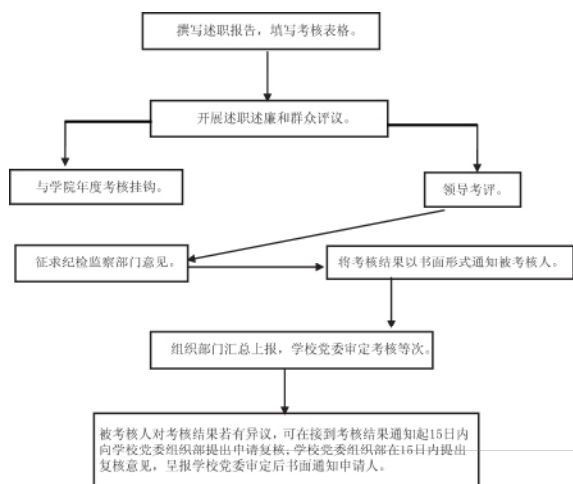 撰写述职报告，填写考核表格。
开展述职述廉和群众评议。
与学院年度考核挂钩。
领导考评。
征求纪检监察部门意见。
将考核结果以书面形式通知被考核人。
组织部门汇总上报，学校党委审定考核等次。
被考核人对考核结果若有异议，可在接到考核结果通知起15日内
向学校党委组织部提出申请复核，学校党委组织部在15日内提出
复核意见，呈报学校党委审定后书面通知申请人。